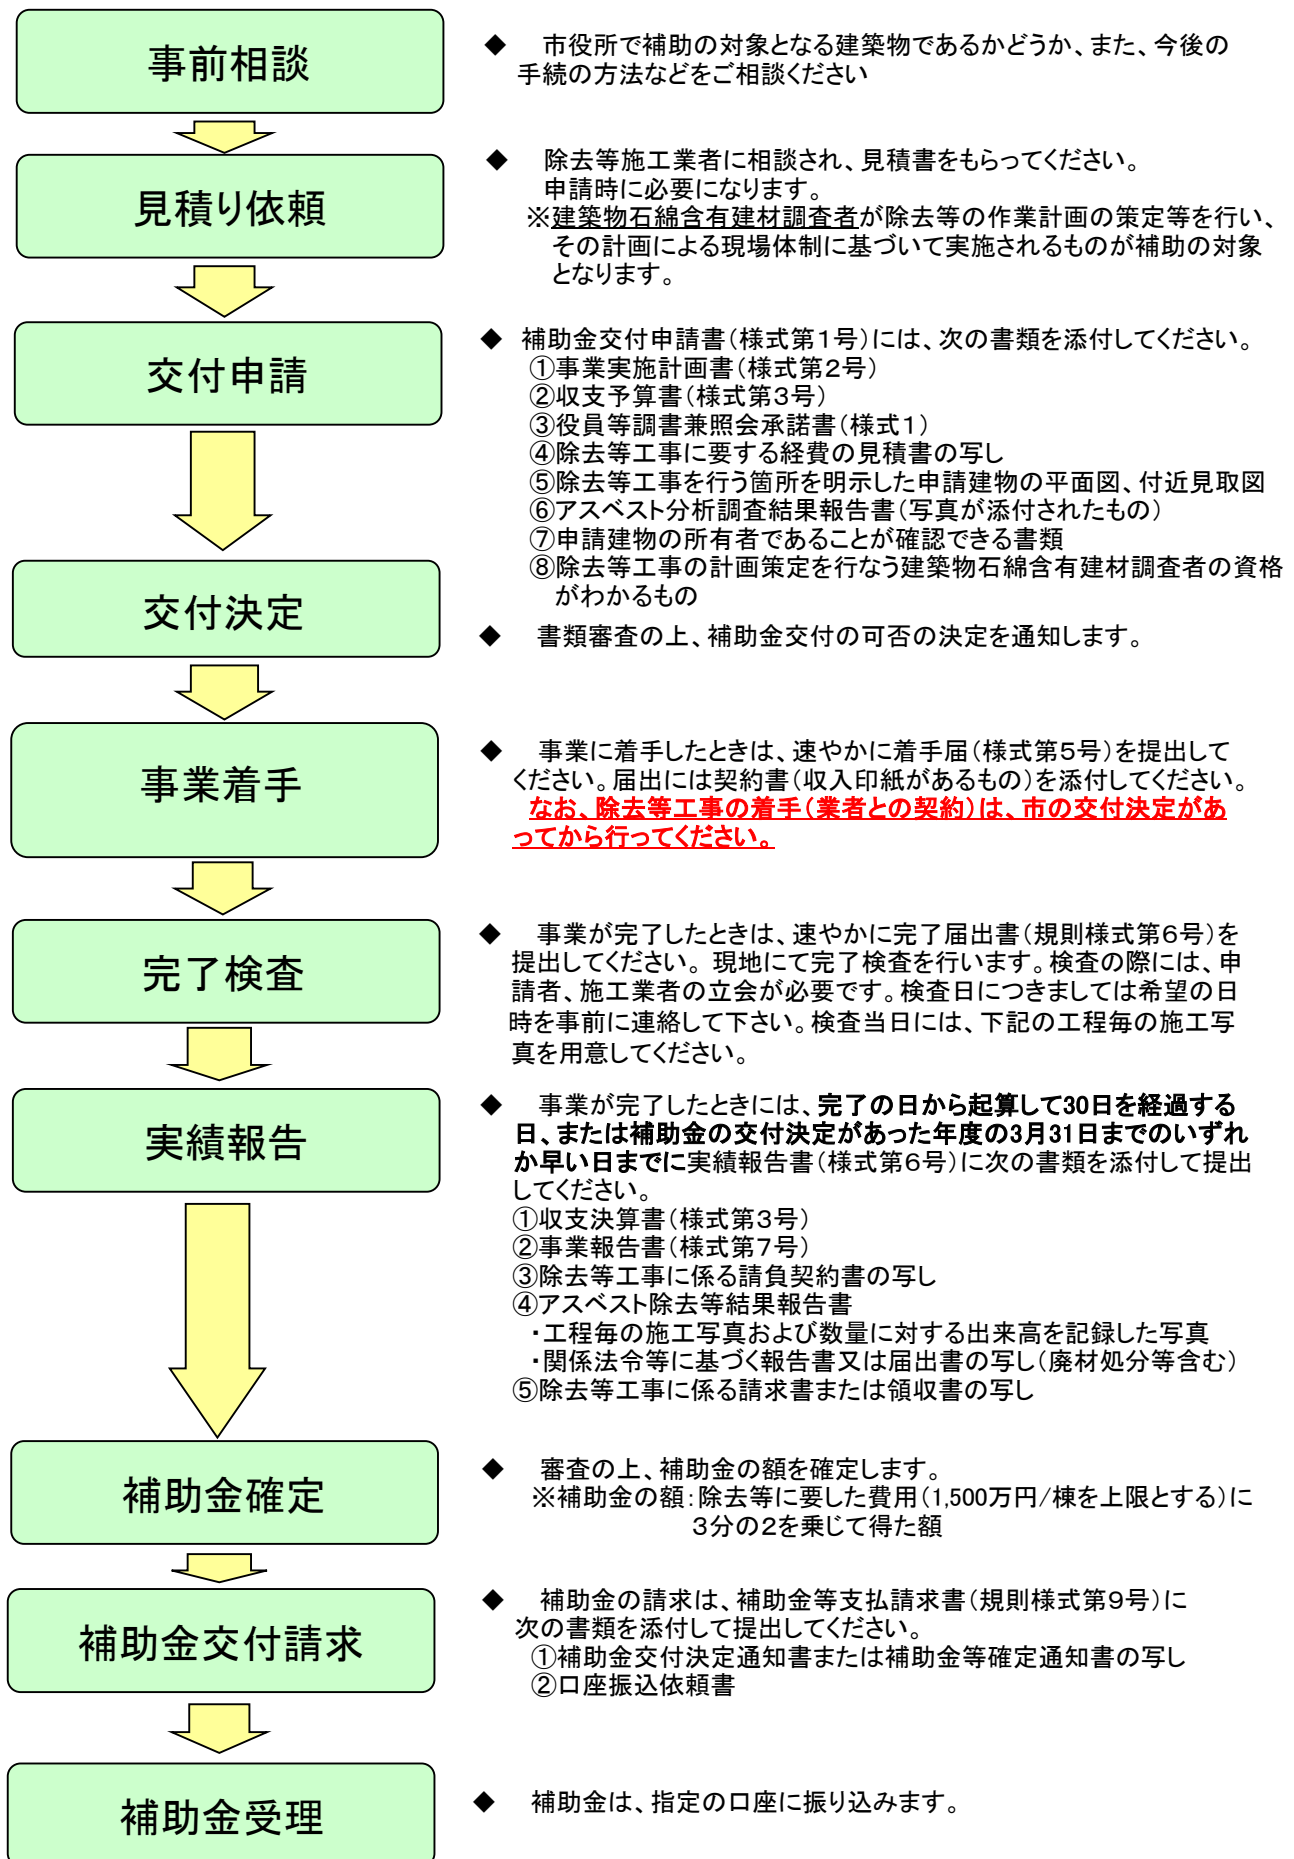 事前相談
◆ 市役所で補助の対象となる建築物であるかどうか、また、今後の
手続の方法などをご相談ください
見積り依頼
◆ 除去等施工業者に相談され、見積書をもらってください。
申請時に必要になります。
※建築物石綿含有建材調査者が除去等の作業計画の策定等を行い、
その計画による現場体制に基づいて実施されるものが補助の対象
となります。
交付申請
◆ 補助金交付申請書(様式第1号)には、次の書類を添付してください。
①事業実施計画書(様式第2号)
②収支予算書(様式第3号)
③役員等調書兼照会承諾書(様式1)
④除去等工事に要する経費の見積書の写し
⑤除去等工事を行う箇所を明示した申請建物の平面図、付近見取図
⑥アスベスト分析調査結果報告書(写真が添付されたもの)
⑦申請建物の所有者であることが確認できる書類
⑧除去等工事の計画策定を行なう建築物石綿含有建材調査者の資格
がわかるもの
交付決定
◆ 書類審査の上、補助金交付の可否の決定を通知します。
事業着手
◆ 事業に着手したときは、速やかに着手届(様式第5号)を提出して
ください。届出には契約書(収入印紙があるもの)を添付してください。
なお、除去等工事の着手(業者との契約)は、市の交付決定があ
ってから行ってください。
完了検査
◆ 事業が完了したときは、速やかに完了届出書(規則様式第6号)を
提出してください。現地にて完了検査を行います。検査の際には、申
請者、施工業者の立会が必要です。検査日につきましては希望の日
時を事前に連絡して下さい。検査当日には、下記の工程毎の施工写
真を用意してください。
実績報告
◆ 事業が完了したときには、完了の日から起算して30日を経過する
日、または補助金の交付決定があった年度の3月31日までのいずれ
か早い日までに実績報告書(様式第6号)に次の書類を添付して提出
してください。
①収支決算書(様式第3号)
②事業報告書(様式第7号)
③除去等工事に係る請負契約書の写し
④アスベスト除去等結果報告書
・工程毎の施工写真および数量に対する出来高を記録した写真
・関係法令等に基づく報告書又は届出書の写し(廃材処分等含む)
⑤除去等工事に係る請求書または領収書の写し
補助金確定
◆ 審査の上、補助金の額を確定します。
※補助金の額:除去等に要した費用(1,500万円/棟を上限とする)に
3分の2を乗じて得た額
補助金交付請求
◆ 補助金の請求は、補助金等支払請求書(規則様式第9号)に
次の書類を添付して提出してください。
①補助金交付決定通知書または補助金等確定通知書の写し
②口座振込依頼書
補助金受理
◆ 補助金は、指定の口座に振り込みます。